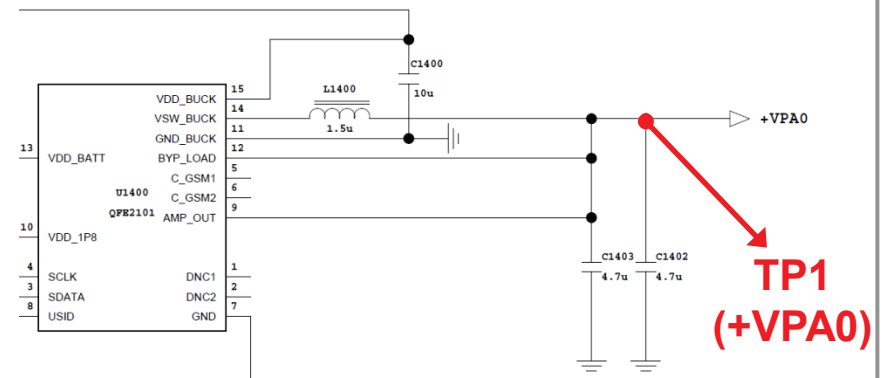 C1400
10u
15
L1400
VDD_BUCK
14
VSW_BUCK
1.5u
+VPA0
11
GND_BUCK
13
12
VDD_BATT
BYP_LOAD
5
C_GSM1
6
U1400
C_GSM2
9
QFE2101
AMP_OUT
10
VDD_1P8
C1403
C1402
4.7u
4.7u
4
1
SCLK
DNC1
3
2
SDATA
DNC2
8
7
USID
GND
TP1
(+VPA0)